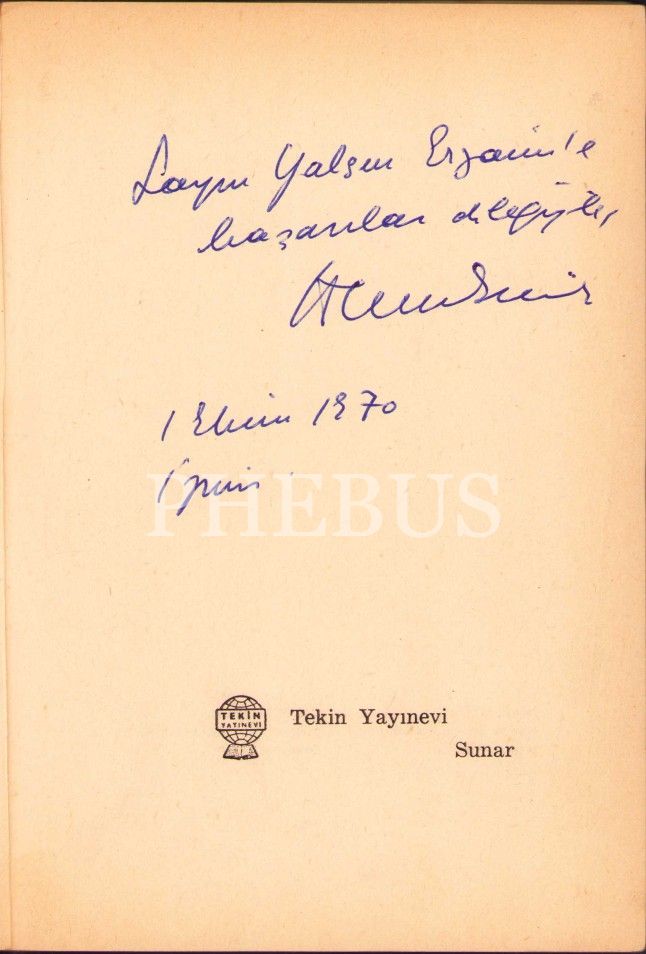 Sayın Yalçın
başarılar dileğiyle,
1 Ekim 1970
İzmir
PHEBUS
TEKİN
YAYINEVİ
Tekin Yayınevi
Sunar